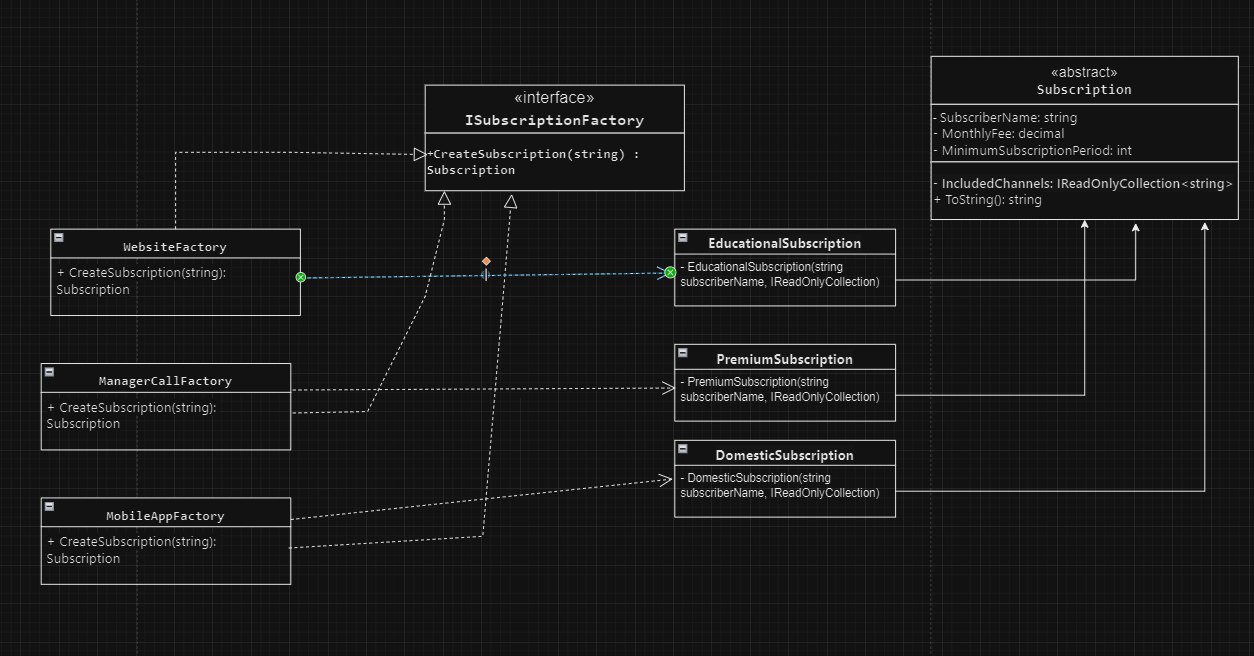 «interface»
ISubscriptionFactory
+CreateSubscription(string) :
Subscription
«abstract»
Subscription
- SubscriberName: string
- MonthlyFee: decimal
- MinimumSubscriptionPeriod: int
- IncludedChannels: IReadOnlyCollection<string>
+ ToString(): string
WebsiteFactory
+ CreateSubscription(string):
Subscription
EducationalSubscription
- EducationalSubscription(string
subscriberName, IReadOnlyCollection)
ManagerCallFactory
+ CreateSubscription(string):
Subscription
PremiumSubscription
- PremiumSubscription(string
subscriberName, IReadOnlyCollection)
DomesticSubscription
- DomesticSubscription(string
subscriberName, IReadOnlyCollection)
MobileAppFactory
+ CreateSubscription(string):
Subscription